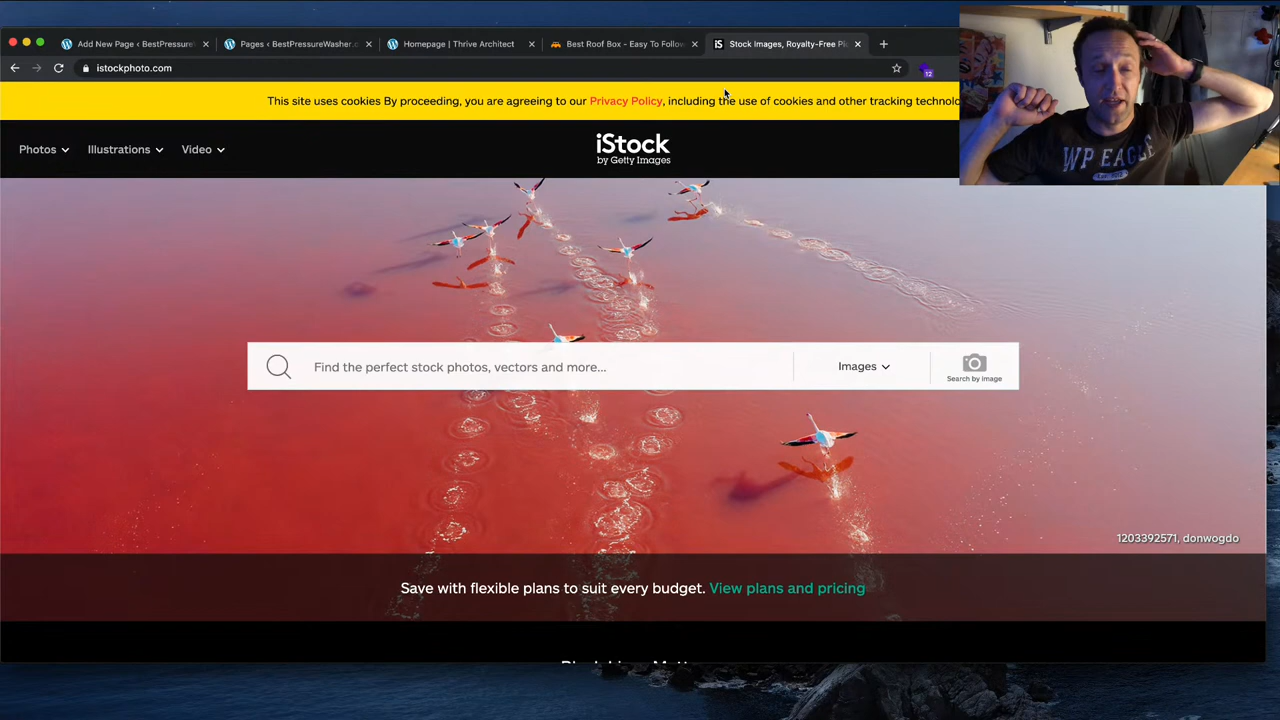 Add New Page ‹ BestPressure
Pages ‹ BestPressureWasher.c
Homepage | Thrive Architect
Best Roof Box - Easy To Follow
iS Stock Images, Royalty-Free Pi
istockphoto.com
12
This site uses cookies By proceeding, you are agreeing to our Privacy Policy, including the use of cookies and other tracking technolo
Photos
Illustrations
Video
iStock
by Getty Images
WP EAGLE
Find the perfect stock photos, vectors and more...
Images
Search by image
1203392571, donwogdo
Save with flexible plans to suit every budget. View plans and pricing